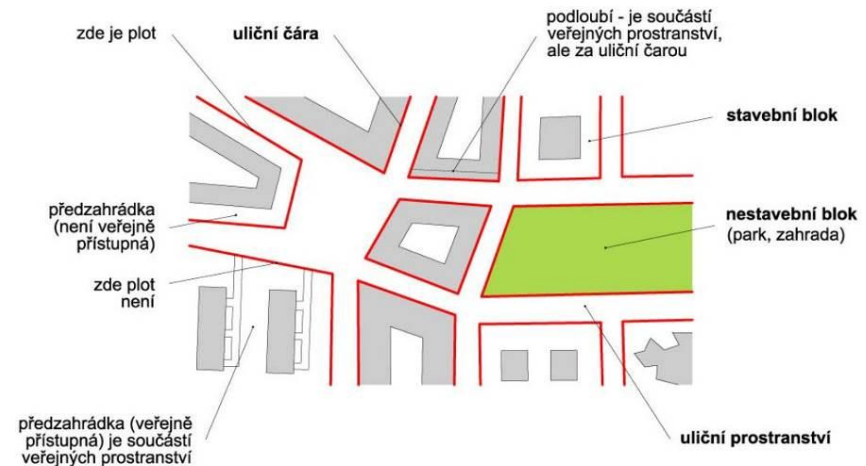 zde je plot
uliční čára
podloubí - je součástí
veřejných prostranství,
ale za uliční čarou
stavební blok
předzahrádka
(není veřejně
přístupná)
nestavební blok
(park, zahrada)
zde plot
není
předzahrádka (veřejně
přístupná) je součástí
veřejných prostranství
uliční prostranství